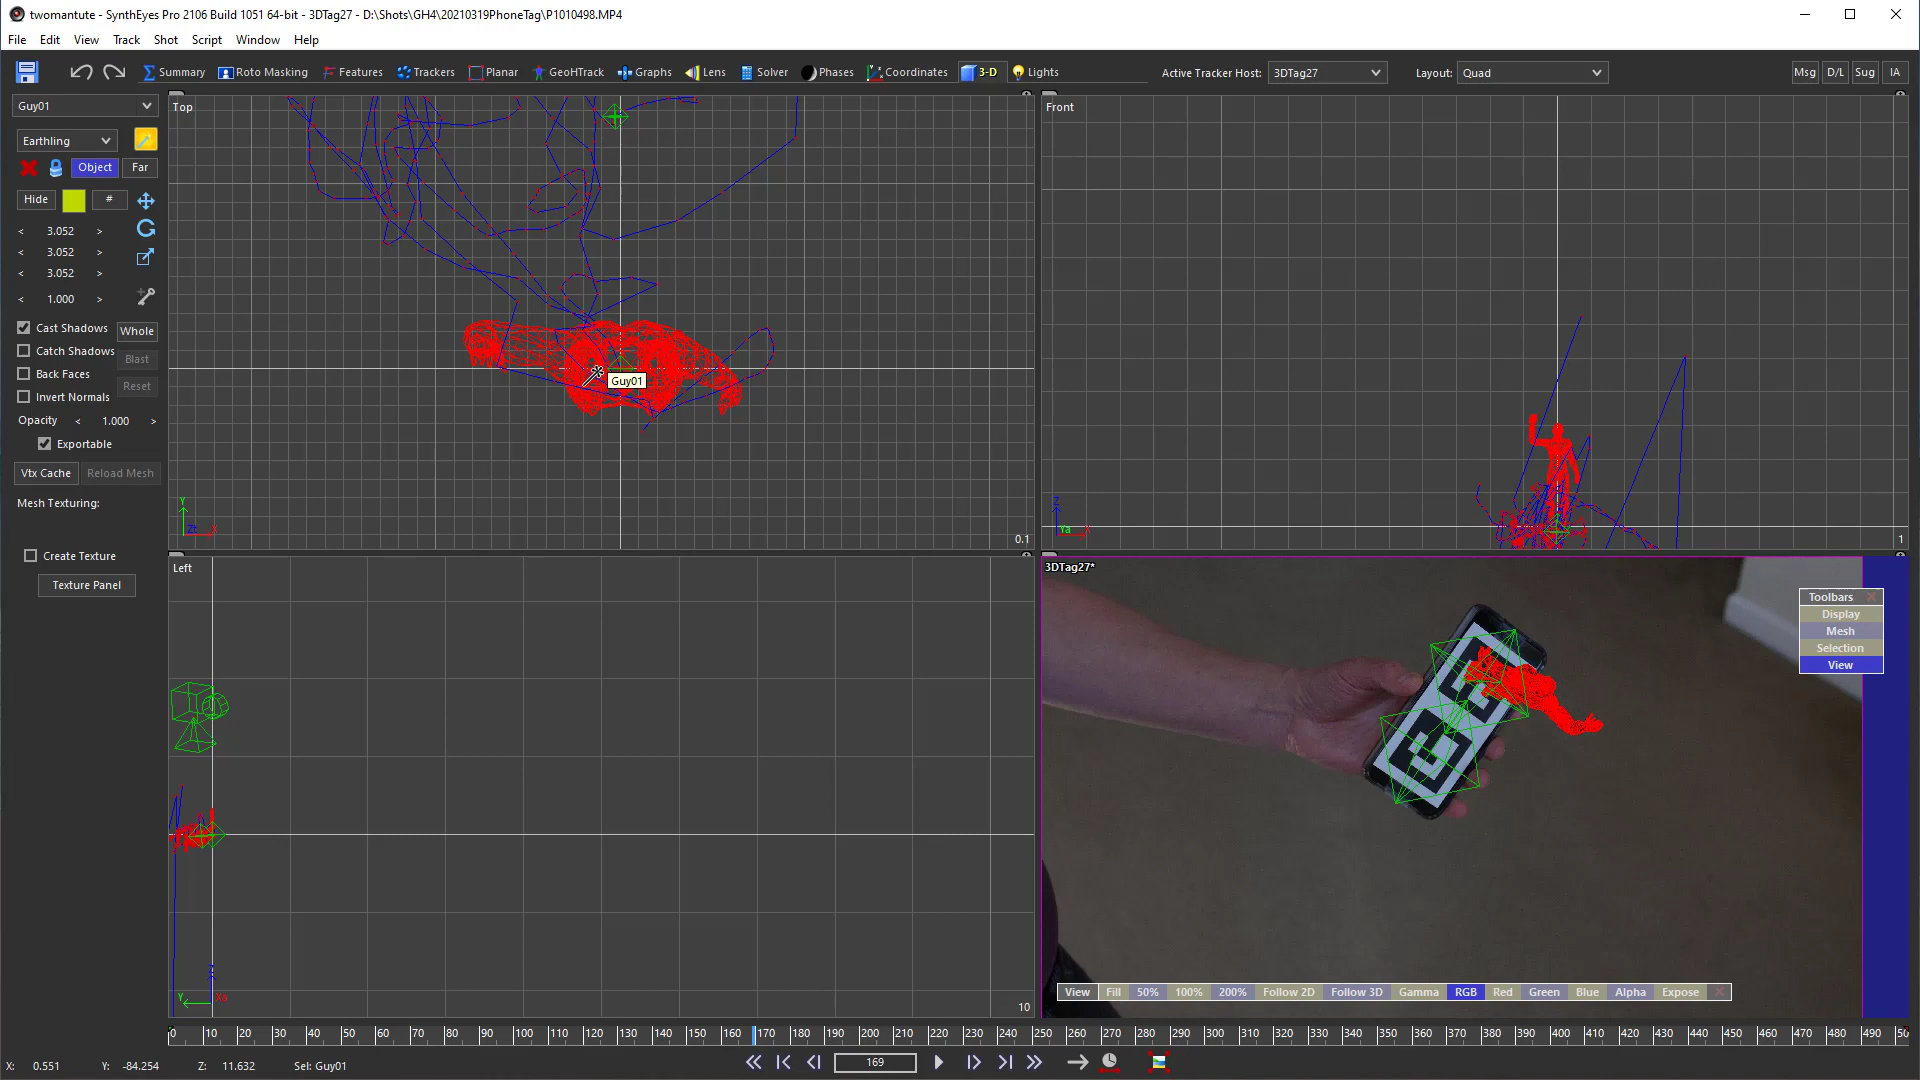 twomantute - SynthEyes Pro 2106 Build 1051 64-bit - 3DTag27 - D:\Shots\GH4\20210319PhoneTag\P1010498.MP4
File Edit View Track Shot Script Window Help
Summary Roto Masking Features Trackers Planar GeoHTrack Graphs Lens Solver Phases Coordinates 3-D Lights Active Tracker Host: 3DTag27 Layout: Quad Msg D/L Sug IA
Guy01
Earthling
Object Far
Hide #
< 3.052 >
< 3.052 >
< 3.052 >
< 1.000 >
Cast Shadows Whole
Catch Shadows Blast
Back Faces Reset
Invert Normals
Opacity < 1.000 >
Exportable
Vtx Cache Reload Mesh
Mesh Texturing:
Create Texture
Texture Panel
Top
Guy01
Y
X
0.1
Front
Z
Ya
X
1
Left
Z
Y
Xa
10
3DTag27*
Toolbars
Display
Mesh
Selection
View
View Fill 50% 100% 200% Follow 2D Follow 3D Gamma RGB Red Green Blue Alpha Expose
0 10 20 30 40 50 60 70 80 90 100 110 120 130 140 150 160 170 180 190 200 210 220 230 240 250 260 270 280 290 300 310 320 330 340 350 360 370 380 390 400 410 420 430 440 450 460 470 480 490
X: 0.551 Y: -84.254 Z: 11.632 Sel: Guy01 169